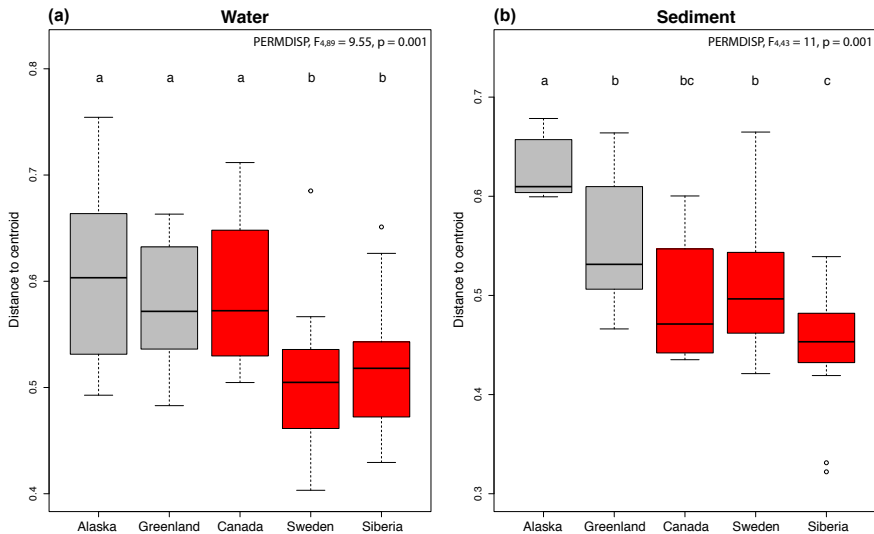 (a) Water
PERMDISP, F4,89 = 9.55, p = 0.001
a a a b b
Distance to centroid
0.8
0.7
0.6
0.5
0.4
Alaska Greenland Canada Sweden Siberia
(b) Sediment
PERMDISP, F4,43 = 11, p = 0.001
a b bc b c
Distance to centroid
0.7
0.6
0.5
0.4
0.3
Alaska Greenland Canada Sweden Siberia